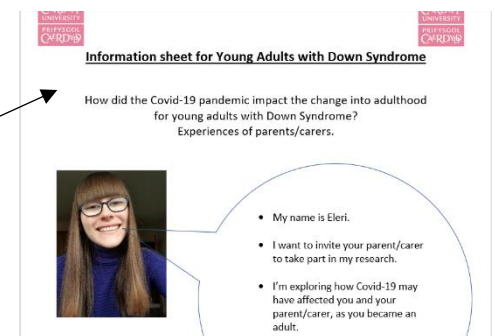 UNIVERSITY
PRIFYSGOL
CAERDYDD
UNIVERSITY
PRIFYSGOL
CAERDYDD
Information sheet for Young Adults with Down Syndrome
How did the Covid-19 pandemic impact the change into adulthood
for young adults with Down Syndrome?
Experiences of parents/carers.
• My name is Eleri.
• I want to invite your parent/carer
to take part in my research.
• I'm exploring how Covid-19 may
have affected you and your
parent/carer, as you became an
adult.